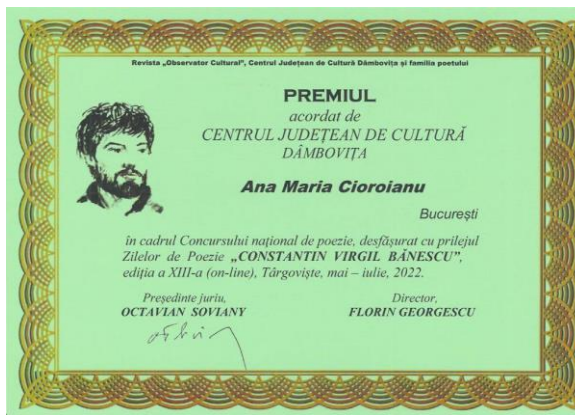 Revista „Observator Cultural”, Centrul Județean de Cultură Dâmbovița și familia poetului
PREMIUL
acordat de
CENTRUL JUDEȚEAN DE CULTURĂ
DÂMBOVIȚA
Ana Maria Cioroianu
București
în cadrul Concursului național de poezie, desfășurat cu prilejul
Zilelor de Poezie „CONSTANTIN VIRGIL BĂNESCU”,
ediția a XIII-a (on-line), Târgoviște, mai – iulie, 2022.
Președinte juriu,
OCTAVIAN SOVIANY
Director,
FLORIN GEORGESCU